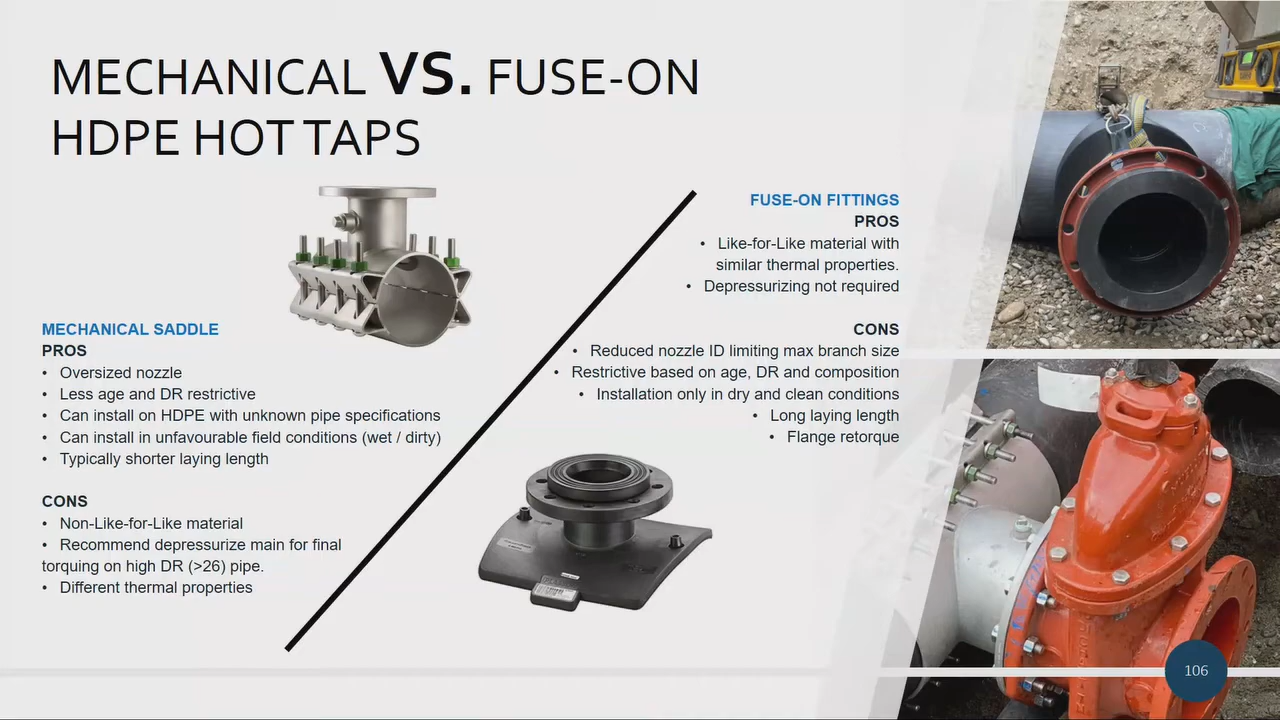 MECHANICAL VS. FUSE-ON
HDPE HOT TAPS
MECHANICAL SADDLE
PROS
• Oversized nozzle
• Less age and DR restrictive
• Can install on HDPE with unknown pipe specifications
• Can install in unfavourable field conditions (wet / dirty)
• Typically shorter laying length
CONS
• Non-Like-for-Like material
• Recommend depressurize main for final
torquing on high DR (>26) pipe.
• Different thermal properties
FUSE-ON FITTINGS
PROS
• Like-for-Like material with
similar thermal properties.
• Depressurizing not required
CONS
• Reduced nozzle ID limiting max branch size
• Restrictive based on age, DR and composition
• Installation only in dry and clean conditions
• Long laying length
• Flange retorque
106